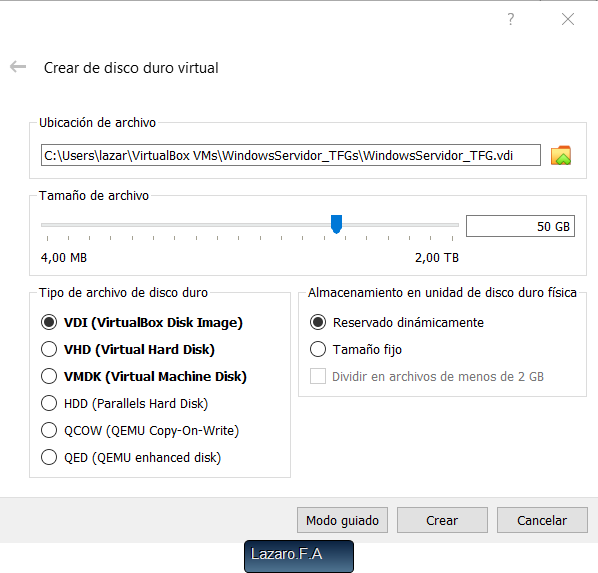 ?
Crear de disco duro virtual
Ubicación de archivo
C:\Users\lazar\VirtualBox VMs\WindowsServidor_TFGs\WindowsServidor_TFG.vdi
Tamaño de archivo
50 GB
4,00 MB 2,00 TB
Tipo de archivo de disco duro
VDI (VirtualBox Disk Image)
VHD (Virtual Hard Disk)
VMDK (Virtual Machine Disk)
HDD (Parallels Hard Disk)
QCOW (QEMU Copy-On-Write)
QED (QEMU enhanced disk)
Almacenamiento en unidad de disco duro física
Reservado dinámicamente
Tamaño fijo
Dividir en archivos de menos de 2 GB
Modo guiado Crear Cancelar
Lazaro.F.A